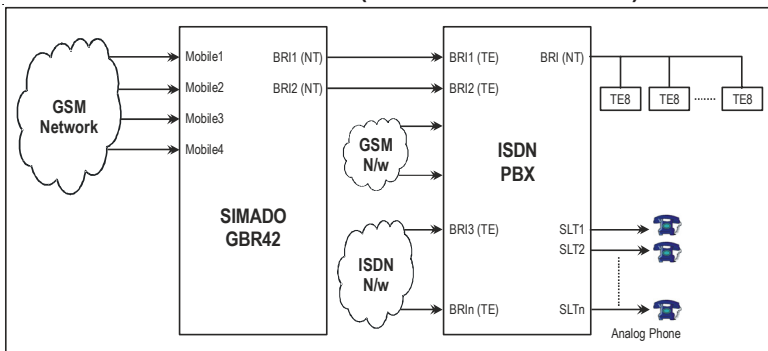 Mobile1
Mobile2
Mobile3
Mobile4
GSM
Network
BRI1 (NT)
BRI2 (NT)
SIMADO
GBR42
GSM
N/w
ISDN
N/w
BRI1 (TE)
BRI2 (TE)
BRI3 (TE)
BRIn (TE)
ISDN
PBX
BRI (NT)
TE8
TE8
TE8
SLT1
SLT2
SLTn
Analog Phone